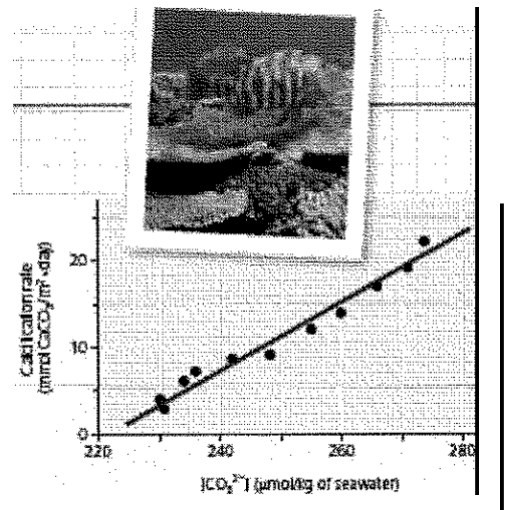 Calcification rate
(mmol CaCO₃/m²·day)
20
10
0
220
240
260
280
[CO₃²⁻] (µmol/kg of seawater)